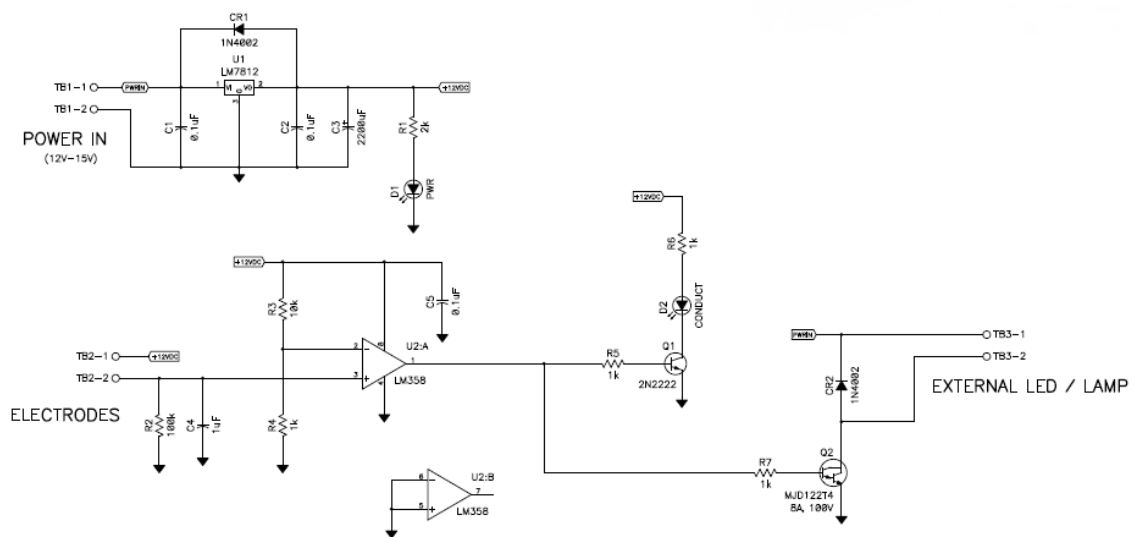 CR1
1N4002
U1
LM7812
TB1-1
PWRIN
1
VI
VO
2
+12VDC
TB1-2
POWER IN
(12V-15V)
C1
0.1uF
C2
0.1uF
C3
2200uF
R1
2k
D1
PWR
+12VDC
R6
1k
D2
CONDUCT
+12VDC
R3
10k
C5
0.1uF
8
2
3
1
4
U2:A
LM358
TB2-1
+12VDC
TB2-2
ELECTRODES
R2
100k
C4
1uF
R4
1k
R5
1k
Q1
2N2222
PWRIN
TB3-1
TB3-2
EXTERNAL LED / LAMP
CR2
1N4002
R7
1k
Q2
MJD122T4
8A, 100V
6
5
7
U2:B
LM358